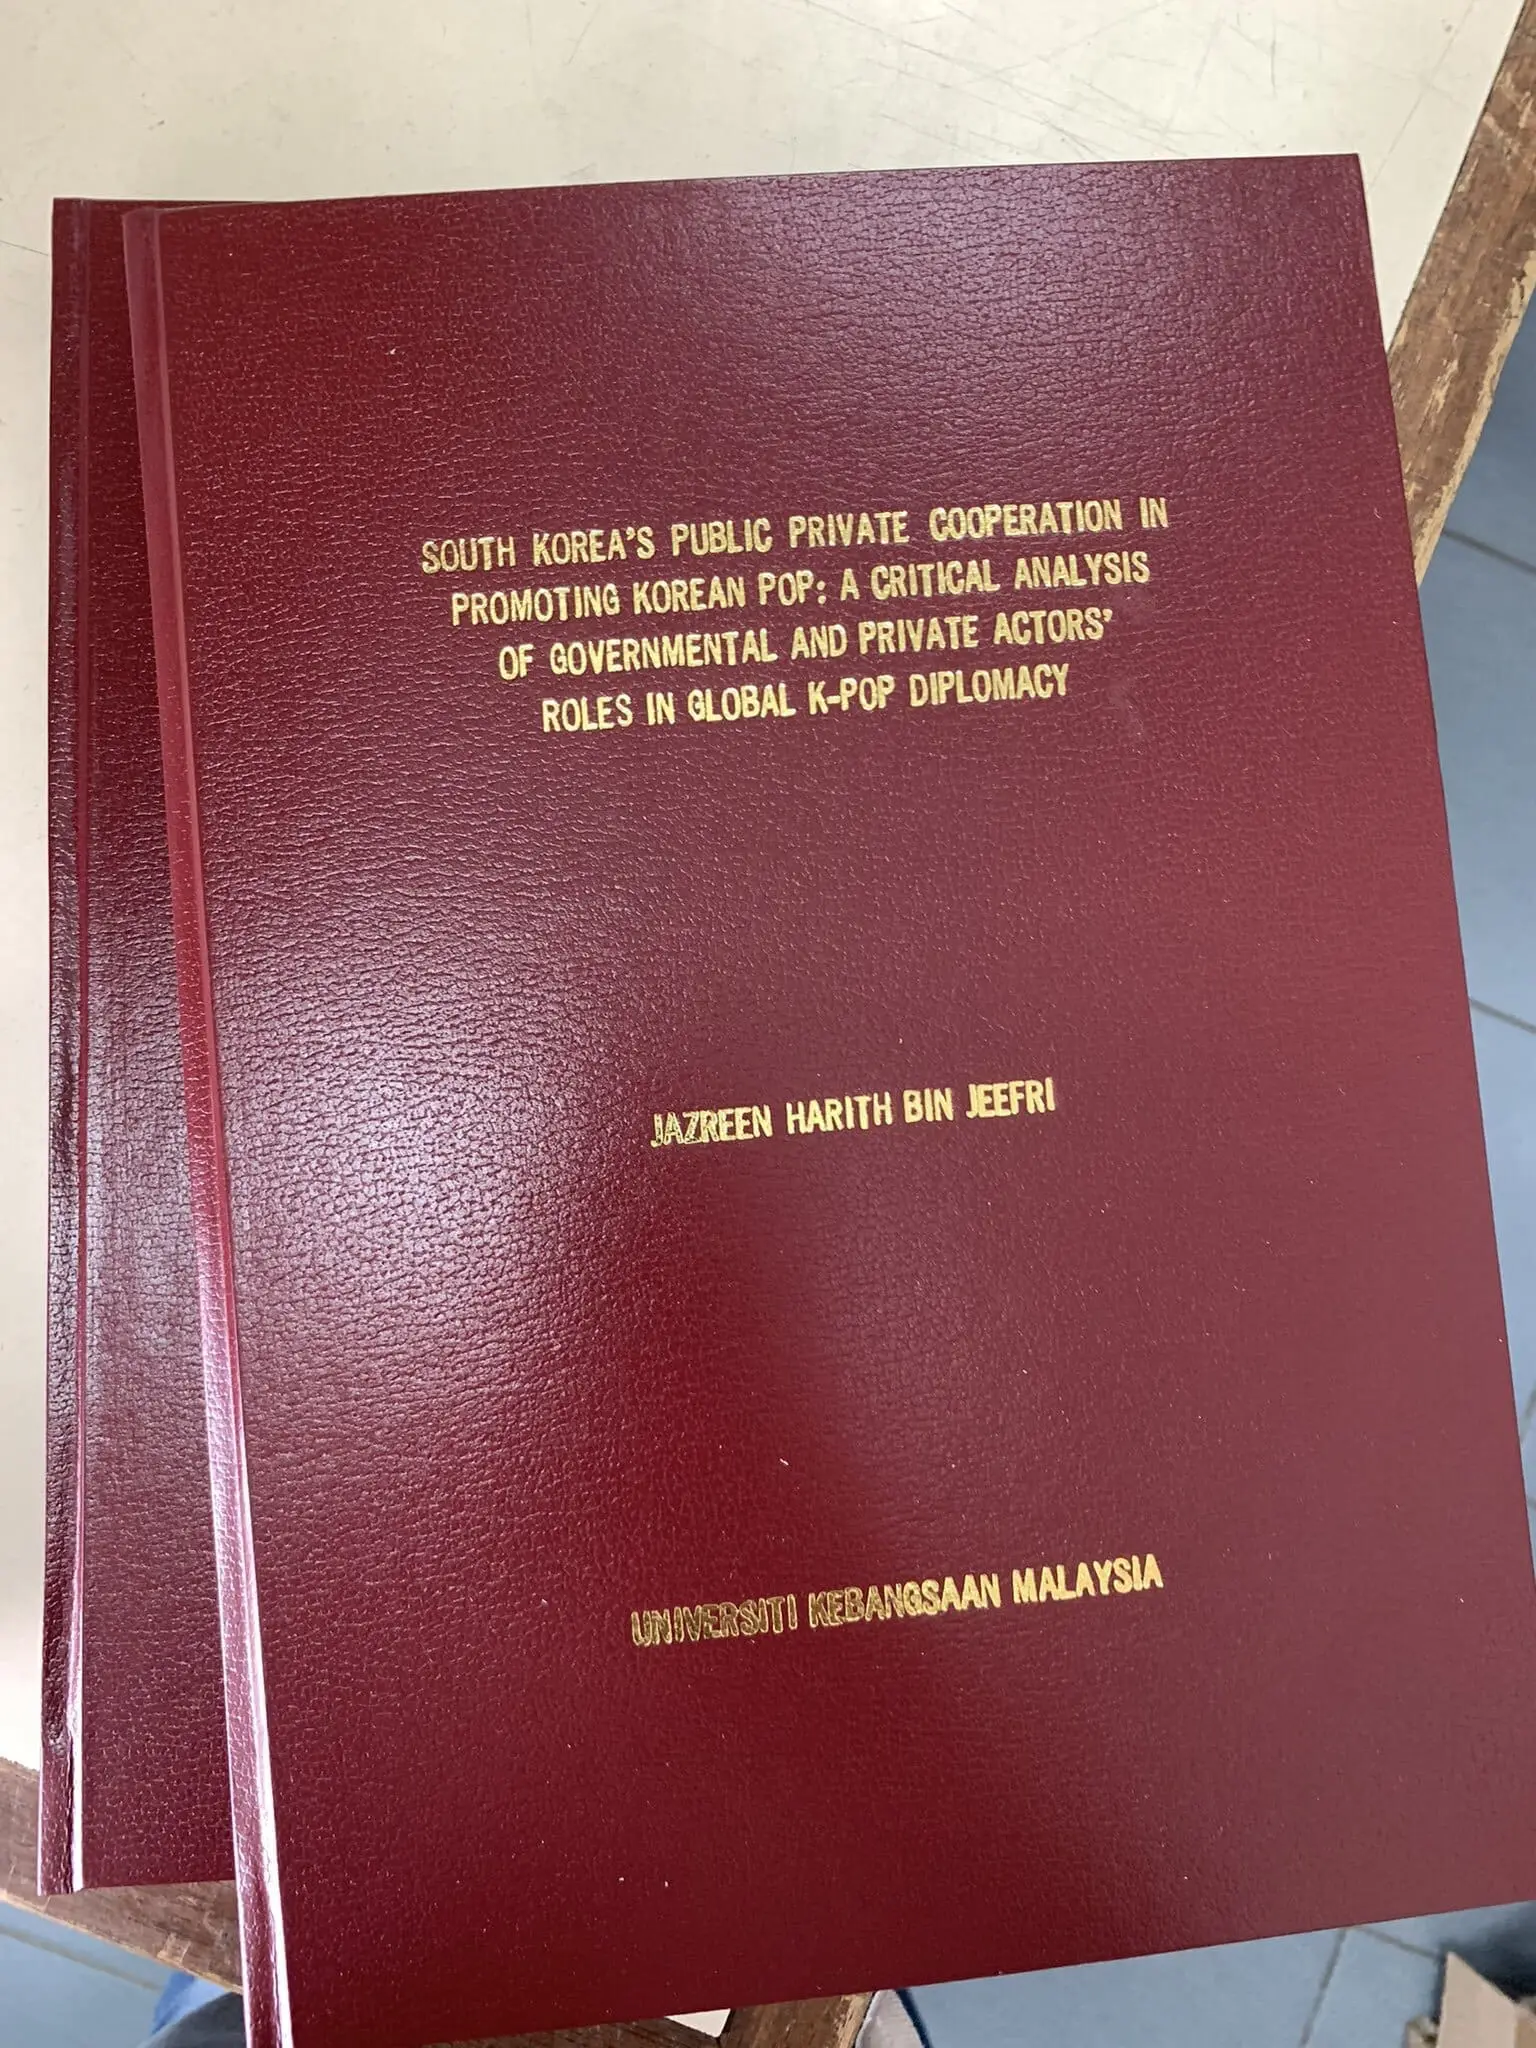 SOUTH KOREA'S PUBLIC PRIVATE COOPERATION IN
PROMOTING KOREAN POP: A CRITICAL ANALYSIS
OF GOVERNMENTAL AND PRIVATE ACTORS'
ROLES IN GLOBAL K-POP DIPLOMACY
JAZREEN HARITH BIN JEEFRI
UNIVERSITI KEBANGSAAN MALAYSIA